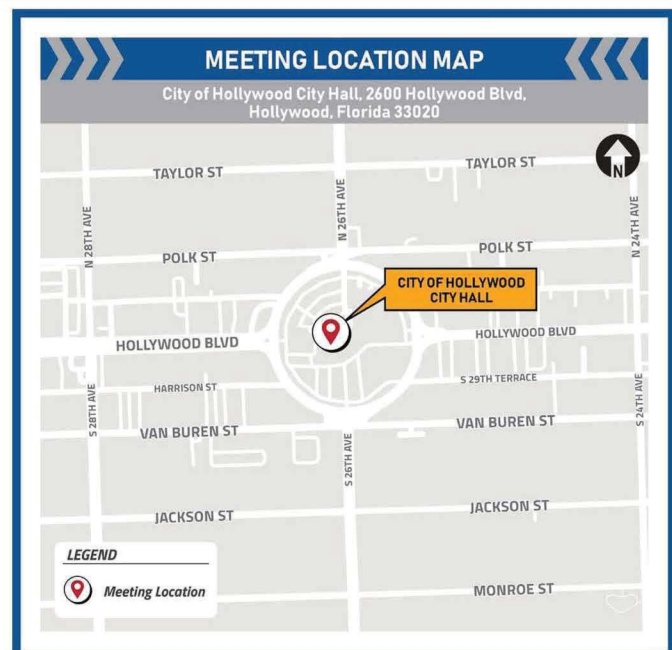 MEETING LOCATION MAP
City of Hollywood City Hall, 2600 Hollywood Blvd,
Hollywood, Florida 33020
TAYLOR ST
TAYLOR ST
N
N 28TH AVE
N 26TH AVE
N 24TH AVE
POLK ST
POLK ST
CITY OF HOLLYWOOD
CITY HALL
HOLLYWOOD BLVD
HOLLYWOOD BLVD
HARRISON ST
S 29TH TERRACE
S 28TH AVE
S 24TH AVE
VAN BUREN ST
VAN BUREN ST
S 26TH AVE
JACKSON ST
JACKSON ST
LEGEND
Meeting Location
MONROE ST